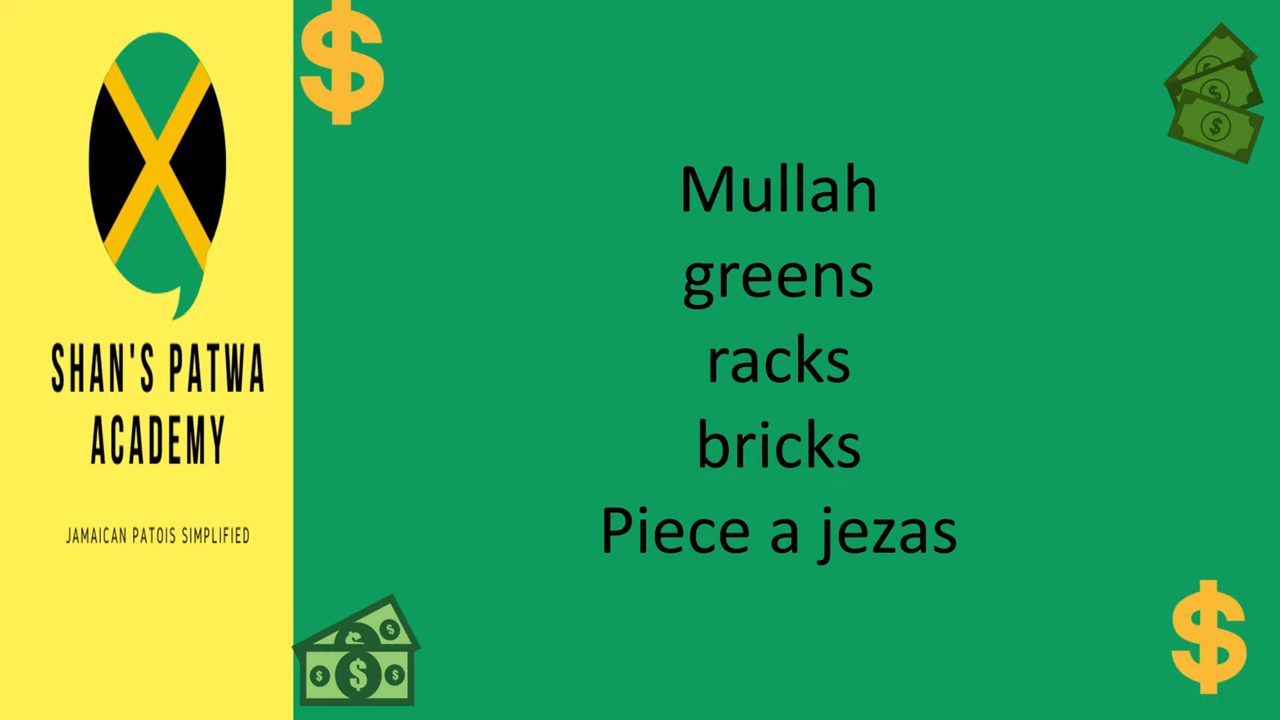 SHAN'S PATWA
ACADEMY
JAMAICAN PATOIS SIMPLIFIED
Mullah
greens
racks
bricks
Piece a jezas